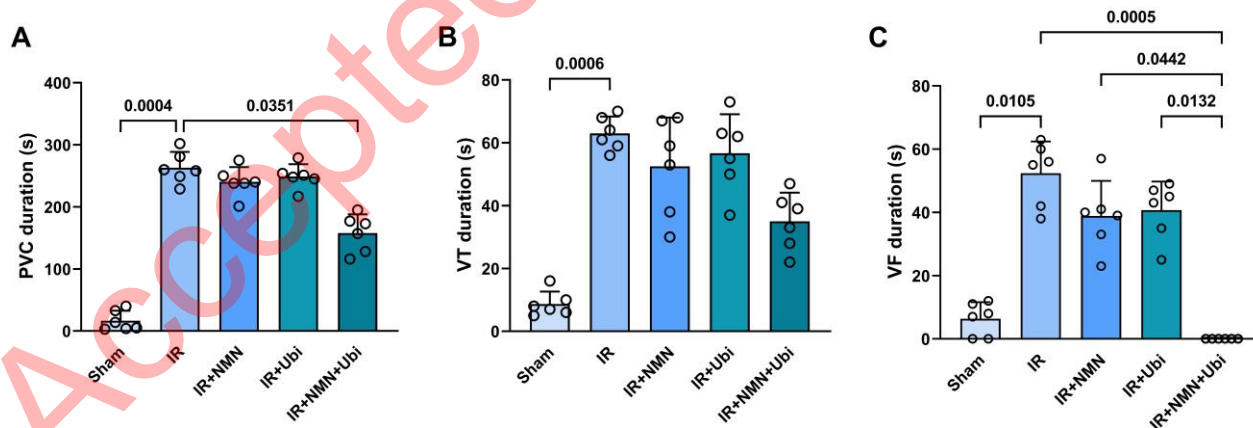 A
PVC duration (s)
400
300
200
100
0
0.0004
0.0351
Sham
IR
IR+NMN
IR+Ubi
IR+NMN+Ubi
B
VT duration (s)
80
60
40
20
0
0.0006
Sham
IR
IR+NMN
IR+Ubi
IR+NMN+Ubi
C
VF duration (s)
80
60
40
20
0
0.0005
0.0442
0.0105
0.0132
Sham
IR
IR+NMN
IR+Ubi
IR+NMN+Ubi
Accepte